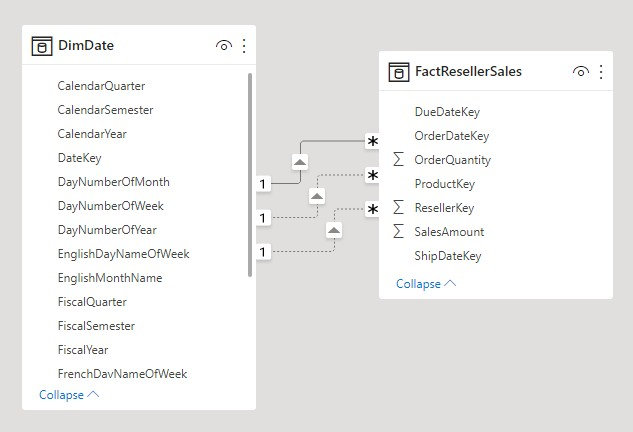 DimDate
CalendarQuarter
CalendarSemester
CalendarYear
DateKey
DayNumberOfMonth
DayNumberOfWeek
DayNumberOfYear
EnglishDayNameOfWeek
EnglishMonthName
FiscalQuarter
FiscalSemester
FiscalYear
FrenchDayNameOfWeek
Collapse
1
1
1
*
*
*
FactResellerSales
DueDateKey
OrderDateKey
∑ OrderQuantity
ProductKey
∑ ResellerKey
∑ SalesAmount
ShipDateKey
Collapse